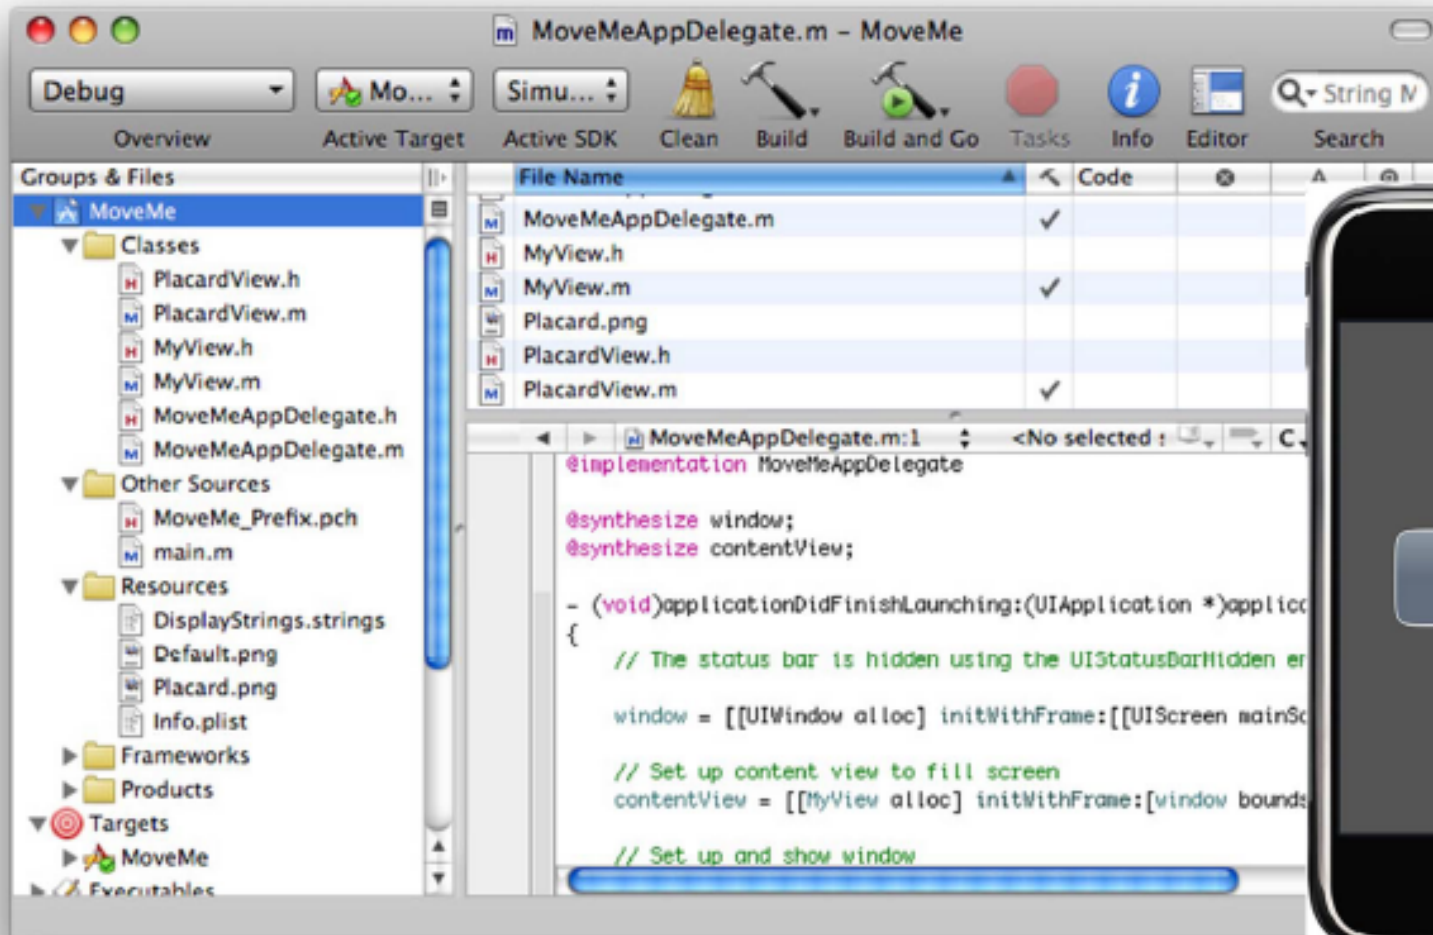 MoveMeAppDelegate.m – MoveMe
Debug
Mo...
Simu...
String M
Overview
Active Target
Active SDK
Clean
Build
Build and Go
Tasks
Info
Editor
Search
Groups & Files
MoveMe
Classes
PlacardView.h
PlacardView.m
MyView.h
MyView.m
MoveMeAppDelegate.h
MoveMeAppDelegate.m
Other Sources
MoveMe_Prefix.pch
main.m
Resources
DisplayStrings.strings
Default.png
Placard.png
Info.plist
Frameworks
Products
Targets
MoveMe
Executables
File Name
Code
MoveMeAppDelegate.m
MyView.h
MyView.m
Placard.png
PlacardView.h
PlacardView.m
MoveMeAppDelegate.m:1
<No selected
C
@implementation MoveMeAppDelegate
@synthesize window;
@synthesize contentView;
- (void)applicationDidFinishLaunching:(UIApplication *)applic
{
// The status bar is hidden using the UIStatusBarHidden en
window = [[UIWindow alloc] initWithFrame:[[UIScreen mainSc
// Set up content view to fill screen
contentView = [[MyView alloc] initWithFrame:[window bounds
// Set up and show window